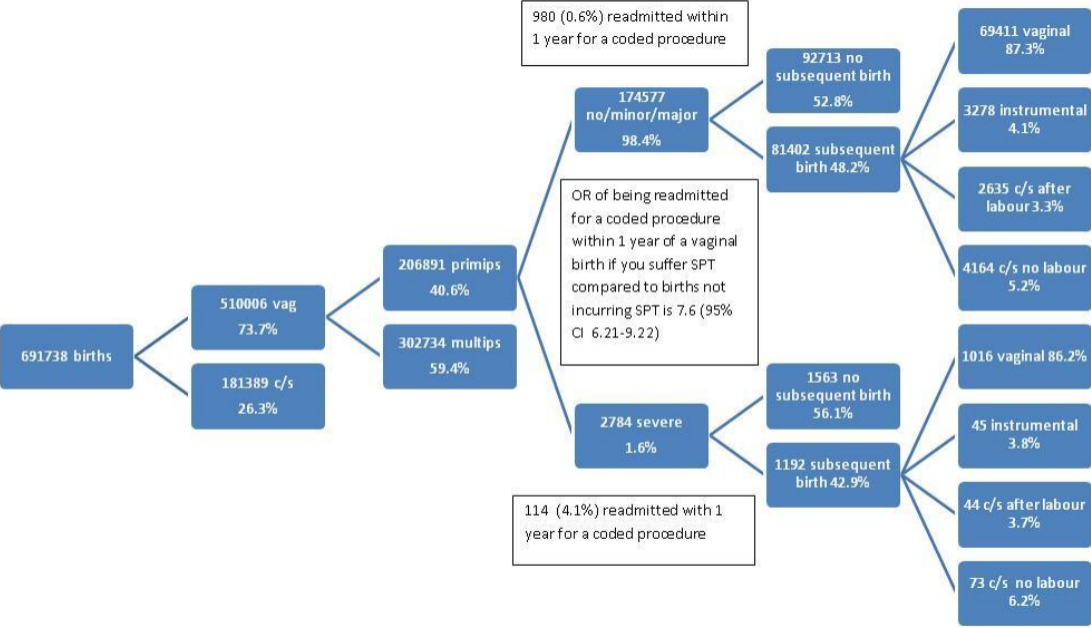 691738 births
510006 vag
73.7%
181389 c/s
26.3%
206891 primips
40.6%
302734 multips
59.4%
980 (0.6%) readmitted within
1 year for a coded procedure
174577
no/minor/major
98.4%
OR of being readmitted
for a coded procedure
within 1 year of a vaginal
birth if you suffer SPT
compared to births not
incurring SPT is 7.6 (95%
CI 6.21-9.22)
2784 severe
1.6%
114 (4.1%) readmitted with 1
year for a coded procedure
92713 no
subsequent birth
52.8%
81402 subsequent
birth 48.2%
1563 no
subsequent birth
56.1%
1192 subsequent
birth 42.9%
69411 vaginal
87.3%
3278 instrumental
4.1%
2635 c/s after
labour 3.3%
4164 c/s no labour
5.2%
1016 vaginal 86.2%
45 instrumental
3.8%
44 c/s after labour
3.7%
73 c/s no labour
6.2%